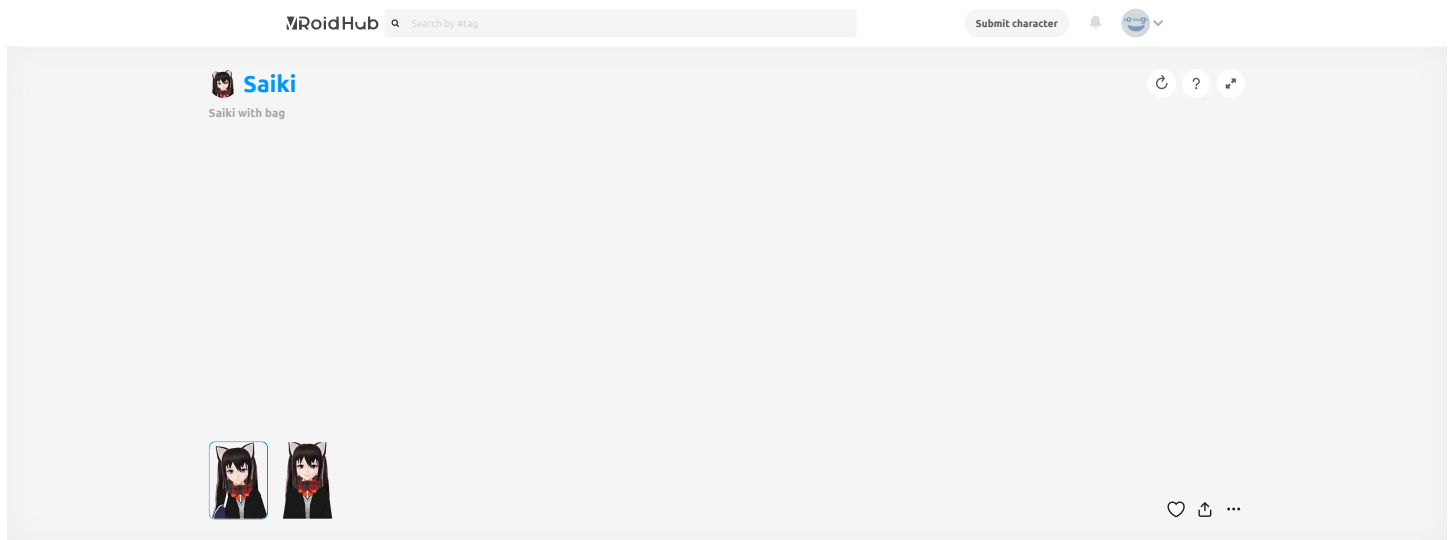 VRoid Hub
Search by #tag
Submit character
Saiki
Saiki with bag
?